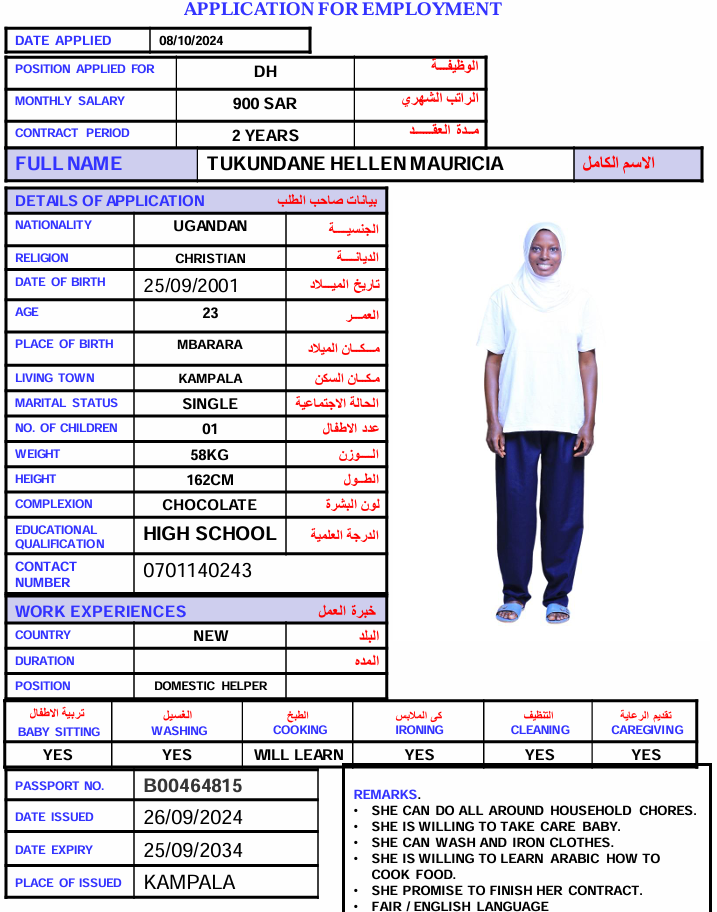 APPLICATION FOR EMPLOYMENT
DATE APPLIED 08/10/2024
POSITION APPLIED FOR DH الوظيفـــة
MONTHLY SALARY 900 SAR الراتب الشهري
CONTRACT PERIOD 2 YEARS مـدة العقـــد
FULL NAME TUKUNDANE HELLEN MAURICIA الاسم الكامل
DETAILS OF APPLICATION بيانات صاحب الطلب
NATIONALITY UGANDAN الجنسيـــة
RELIGION CHRISTIAN الديانـــة
DATE OF BIRTH 25/09/2001 تاريخ الميـــلاد
AGE 23 العمـــر
PLACE OF BIRTH MBARARA مـــكـــان الميلاد
LIVING TOWN KAMPALA مكـــان السكن
MARITAL STATUS SINGLE الحالة الاجتماعية
NO. OF CHILDREN 01 عدد الاطفال
WEIGHT 58KG الـــوزن
HEIGHT 162CM الطـــول
COMPLEXION CHOCOLATE لون البشرة
EDUCATIONAL QUALIFICATION HIGH SCHOOL الدرجة العلمية
CONTACT NUMBER 0701140243
WORK EXPERIENCES خبرة العمل
COUNTRY NEW البلد
DURATION المده
POSITION DOMESTIC HELPER
تربية الاطفال الغسيل الطبخ كى الملابس التنظيف تقديم الرعاية
BABY SITTING WASHING COOKING IRONING CLEANING CAREGIVING
YES YES WILL LEARN YES YES YES
PASSPORT NO. B00464815
DATE ISSUED 26/09/2024
DATE EXPIRY 25/09/2034
PLACE OF ISSUED KAMPALA
REMARKS.
• SHE CAN DO ALL AROUND HOUSEHOLD CHORES.
• SHE IS WILLING TO TAKE CARE BABY.
• SHE CAN WASH AND IRON CLOTHES.
• SHE IS WILLING TO LEARN ARABIC HOW TO
COOK FOOD.
• SHE PROMISE TO FINISH HER CONTRACT.
• FAIR / ENGLISH LANGUAGE